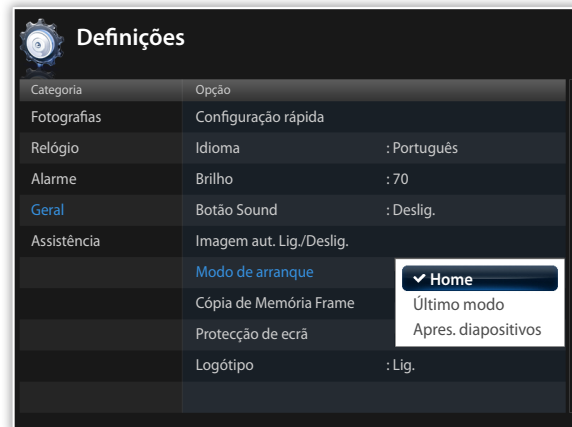 Definições
Categoria Opção
Fotografias Configuração rápida
Relógio Idioma : Português
Alarme Brilho : 70
Geral Botão Sound : Deslig.
Assistência Imagem aut. Lig./Deslig.
Modo de arranque ✔ Home
Cópia de Memória Frame Último modo
Protecção de ecrã Apres. diapositivos
Logótipo : Lig.